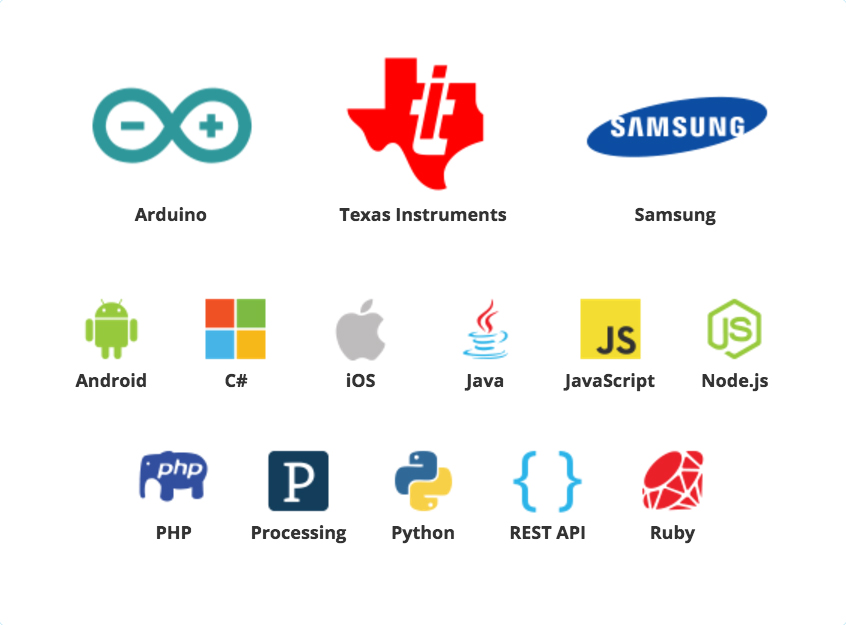 SAMSUNG
Arduino
Texas Instruments
Samsung
JS
JS
Android
C#
iOS
Java
JavaScript
Node.js
php
P
{ }
PHP
Processing
Python
REST API
Ruby